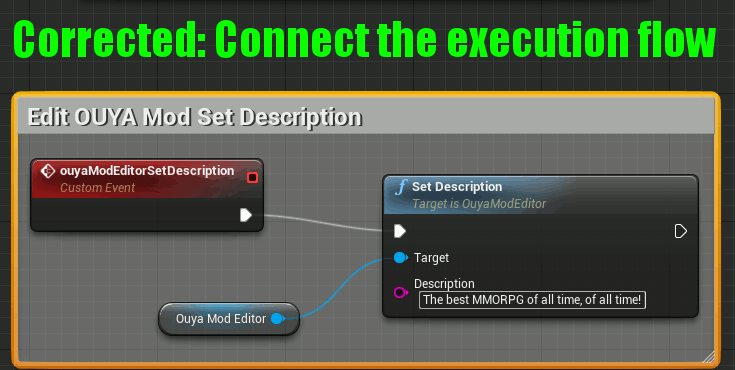 Corrected: Connect the execution flow
Edit OUYA Mod Set Description
ouyaModEditorSetDescription
Custom Event
f Set Description
Target is OuyaModEditor
Target
Description
The best MMORPG of all time, of all time!
Ouya Mod Editor